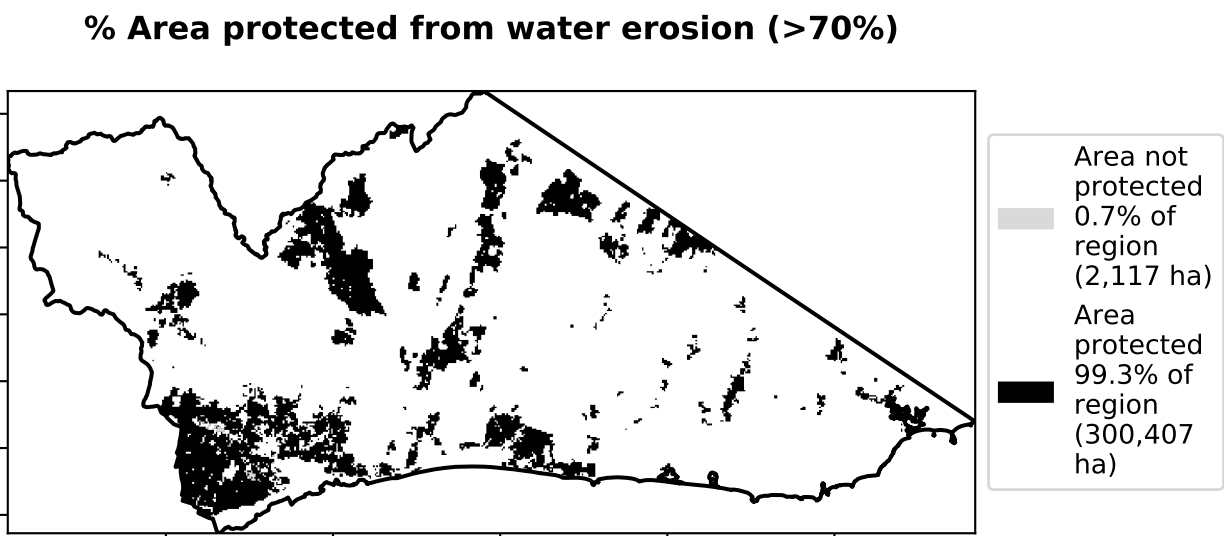 % Area protected from water erosion (>70%)
Area not
protected
0.7% of
region
(2,117 ha)
Area
protected
99.3% of
region
(300,407
ha)